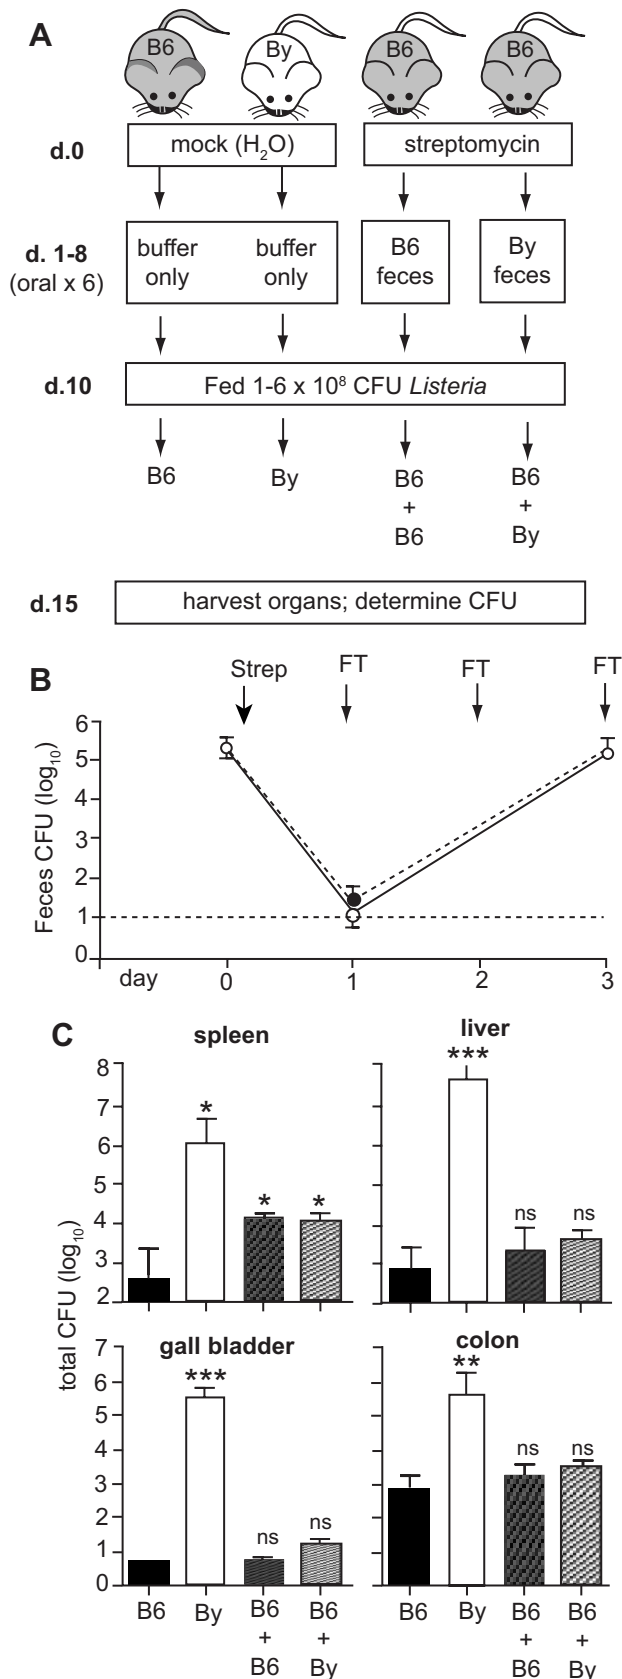 A
B6
By
B6
B6
d.0
mock (H₂O)
streptomycin
d. 1-8
(oral x 6)
buffer
only
buffer
only
B6
feces
By
feces
d.10
Fed 1-6 x 10⁸ CFU Listeria
B6
By
B6
+
B6
B6
+
By
d.15
harvest organs; determine CFU
B
Strep
FT
FT
FT
Feces CFU (log₁₀)
6
5
4
3
2
1
0
day
0
1
2
3
C
total CFU (log₁₀)
spleen
8
7
6
5
4
3
2
*
*
*
liver
***
ns
ns
gall bladder
7
6
5
4
3
2
1
0
***
ns
ns
colon
**
ns
ns
B6
By
B6
+
B6
B6
+
By
B6
By
B6
+
B6
B6
+
By